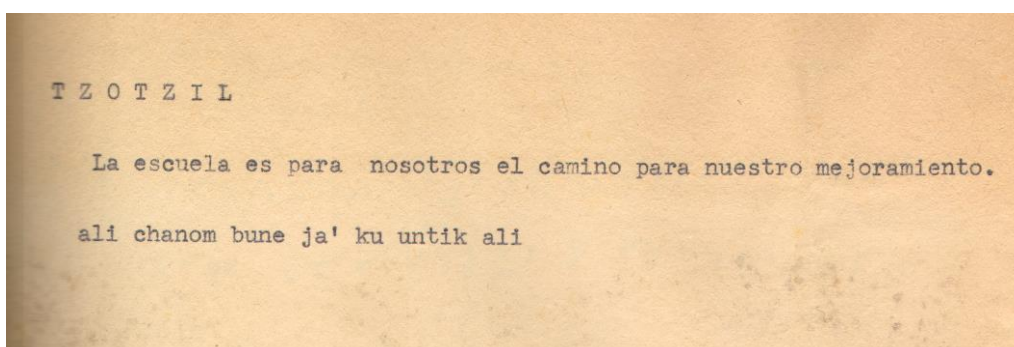 T Z O T Z I L
La escuela es para nosotros el camino para nuestro mejoramiento.
ali chanom bune ja' ku untik ali